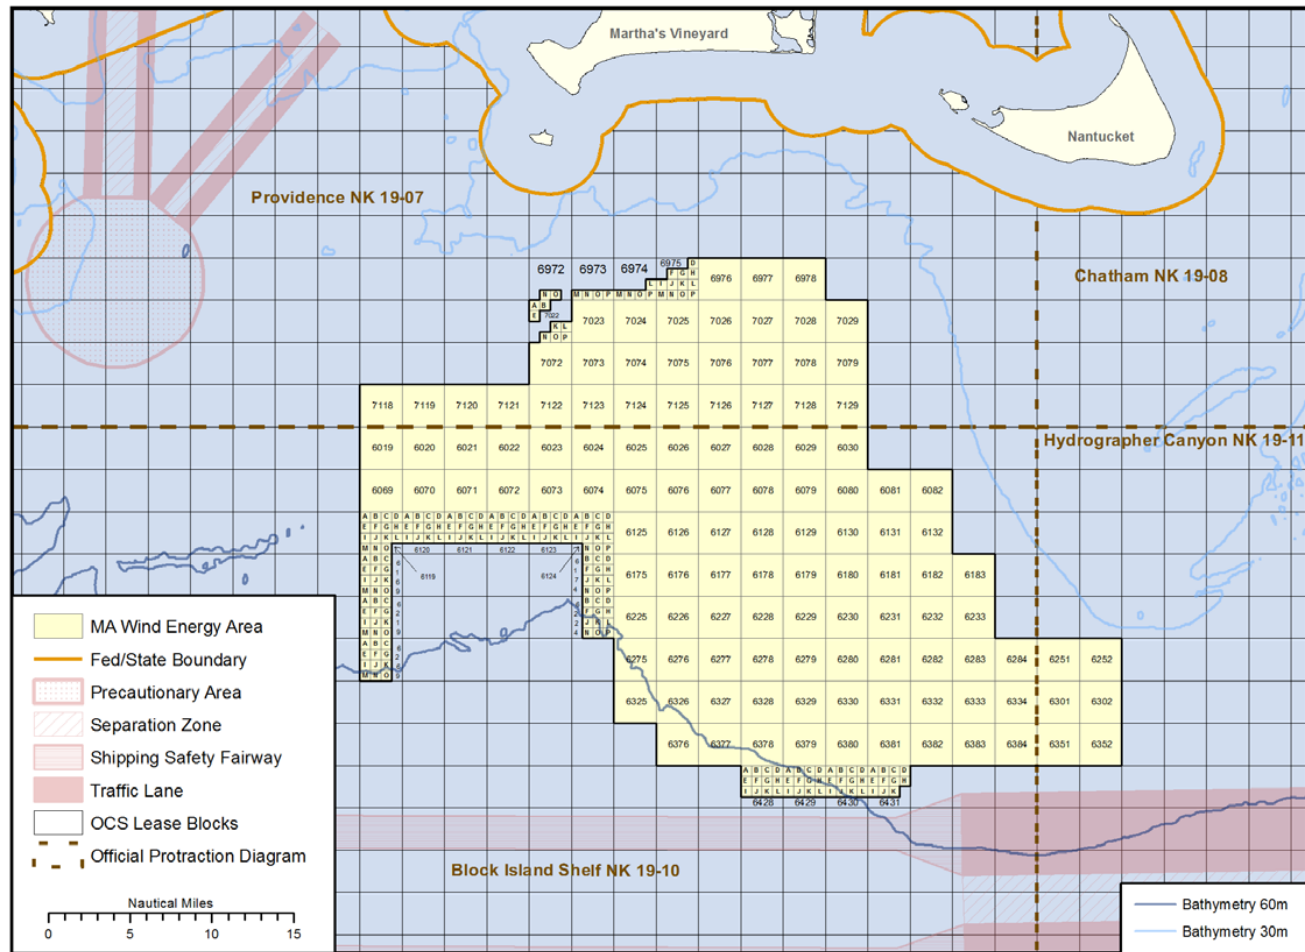 Martha's Vineyard
Nantucket
Providence NK 19-07
Chatham NK 19-08
6972 6973 6974 6975
D
F G H
L I J K L
M N O P M N O P M N O P
6976 6977 6978
N O
A B
E 7022
K L
N O P
7023 7024 7025 7026 7027 7028 7029
7072 7073 7074 7075 7076 7077 7078 7079
7118 7119 7120 7121 7122 7123 7124 7125 7126 7127 7128 7129
Hydrographer Canyon NK 19-11
6019 6020 6021 6022 6023 6024 6025 6026 6027 6028 6029 6030
6069 6070 6071 6072 6073 6074 6075 6076 6077 6078 6079 6080 6081 6082
A B C D A B C D A B C D A B C D A B C D A B C D
E F G H E F G H E F G H E F G H E F G H E F G H
I J K L I J K L I J K L I J K L I J K L I J K L
6125 6126 6127 6128 6129 6130 6131 6132
M N O 6120 6121 6122 6123 N O P
A B C 6119 6124 B C D
E F G 6169 6174 F G H
I J K J K L
M N O N O P
6175 6176 6177 6178 6179 6180 6181 6182 6183
A B C 6219 6224 B C D
E F G F G H
I J K J K L
M N O N O P
6225 6226 6227 6228 6229 6230 6231 6232 6233
A B C 6269
E F G
I J K
M N O
6275 6276 6277 6278 6279 6280 6281 6282 6283 6284 6251 6252
6325 6326 6327 6328 6329 6330 6331 6332 6333 6334 6301 6302
6376 6377 6378 6379 6380 6381 6382 6383 6384 6351 6352
A B C D A B C D A B C D A B C D
E F G H E F G H E F G H E F G H
I J K L I J K L I J K L I J K
6428 6429 6430 6431
Block Island Shelf NK 19-10
MA Wind Energy Area
Fed/State Boundary
Precautionary Area
Separation Zone
Shipping Safety Fairway
Traffic Lane
OCS Lease Blocks
Official Protraction Diagram
Nautical Miles
0 5 10 15
Bathymetry 60m
Bathymetry 30m